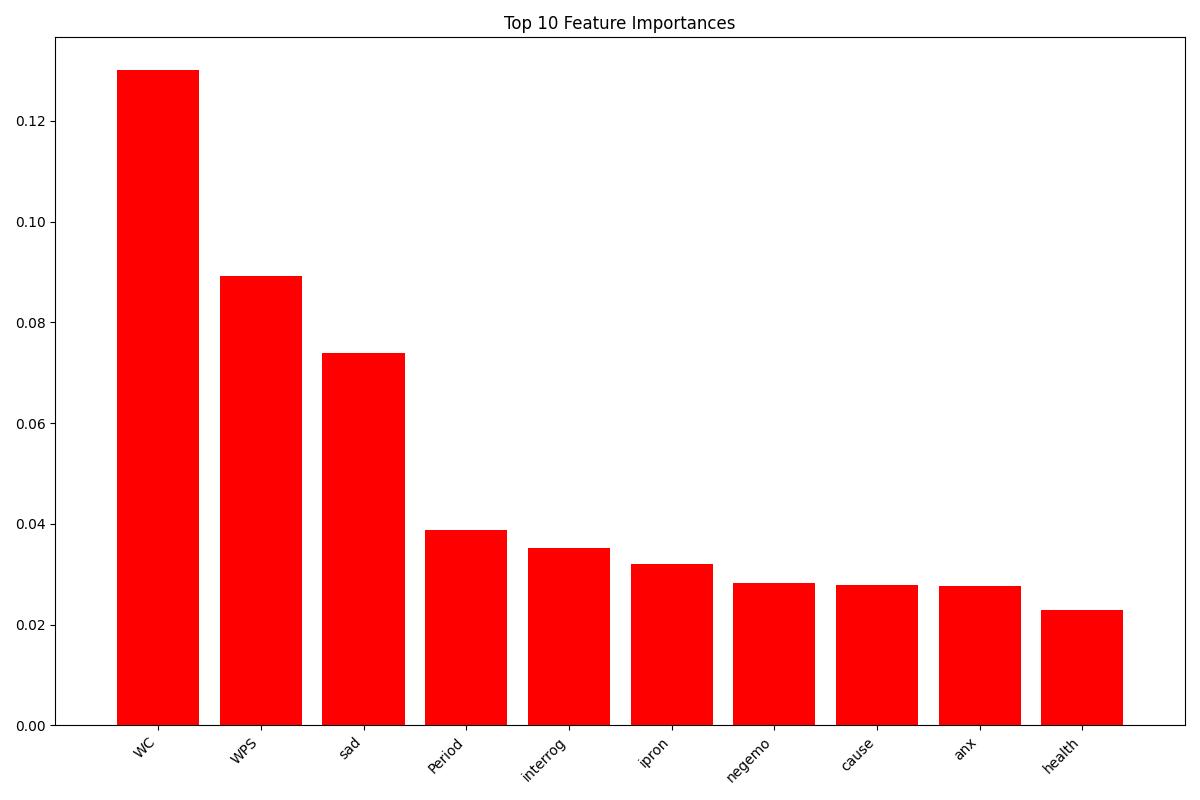 Top 10 Feature Importances
0.12
0.10
0.08
0.06
0.04
0.02
0.00
WC
WPS
sad
Period
interrog
ipron
negemo
cause
anx
health